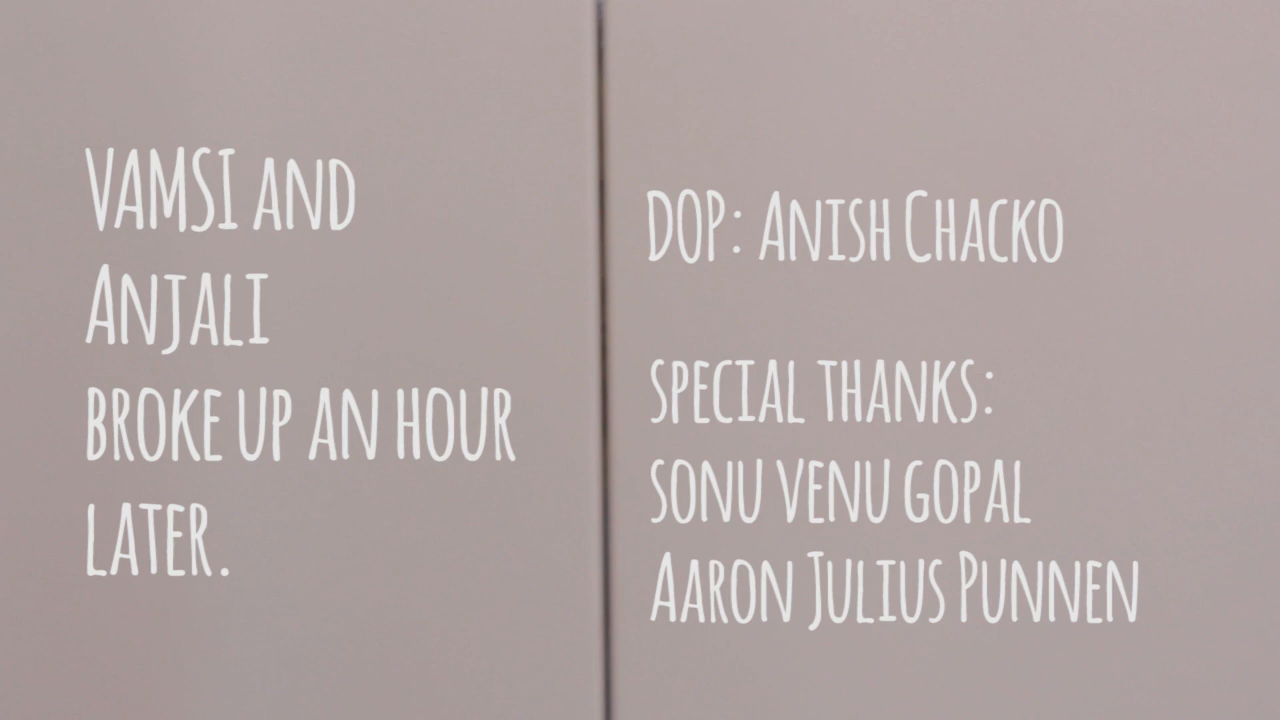 VAMSI AND
ANJALI
BROKE UP AN HOUR
LATER.
DOP: ANISH CHACKO
SPECIAL THANKS:
SONU VENU GOPAL
AARON JULIUS PUNNEN